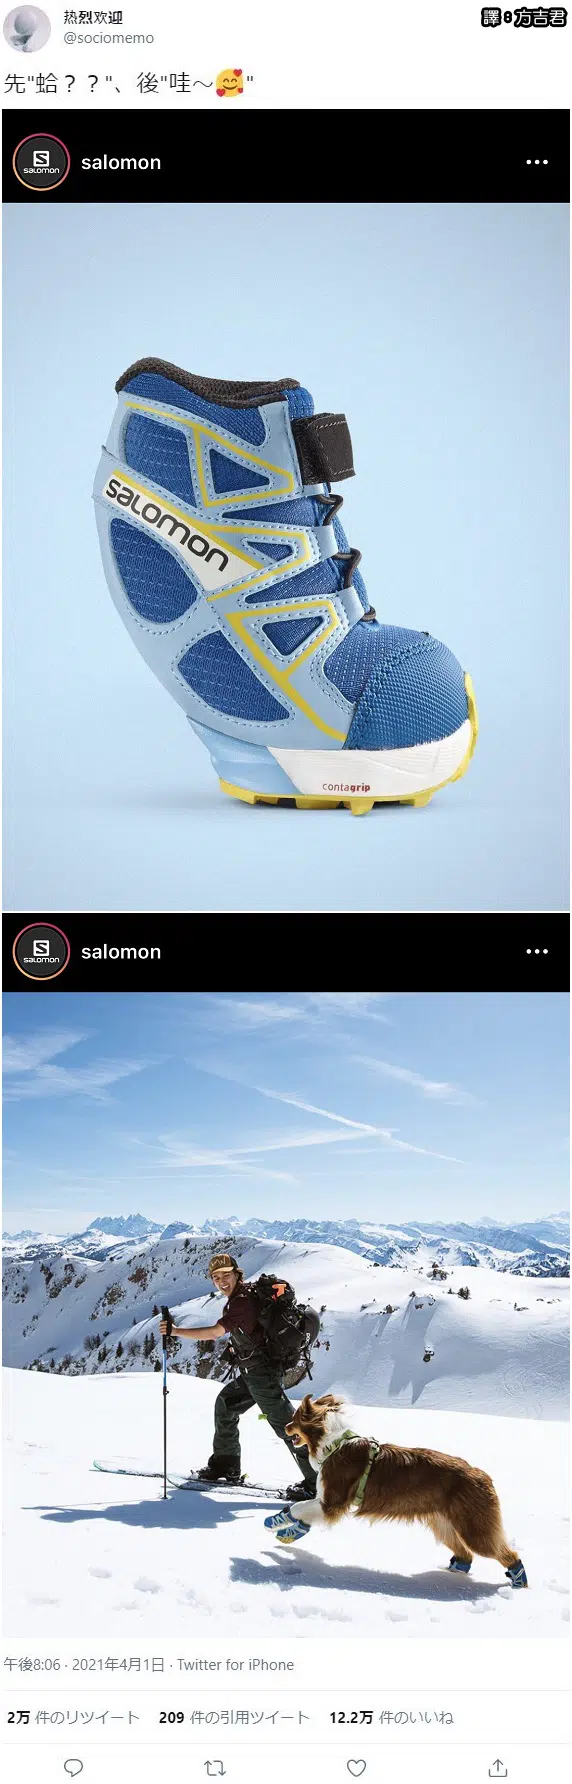 热烈欢迎
譯8方吉君
@sociomemo
先"蛤？？"、後"哇～🥰"
salomon
salomon
salomon
contagrip
salomon
salomon
午後8:06 · 2021年4月1日 · Twitter for iPhone
2万 件のリツイート 209 件の引用ツイート 12.2万 件のいいね